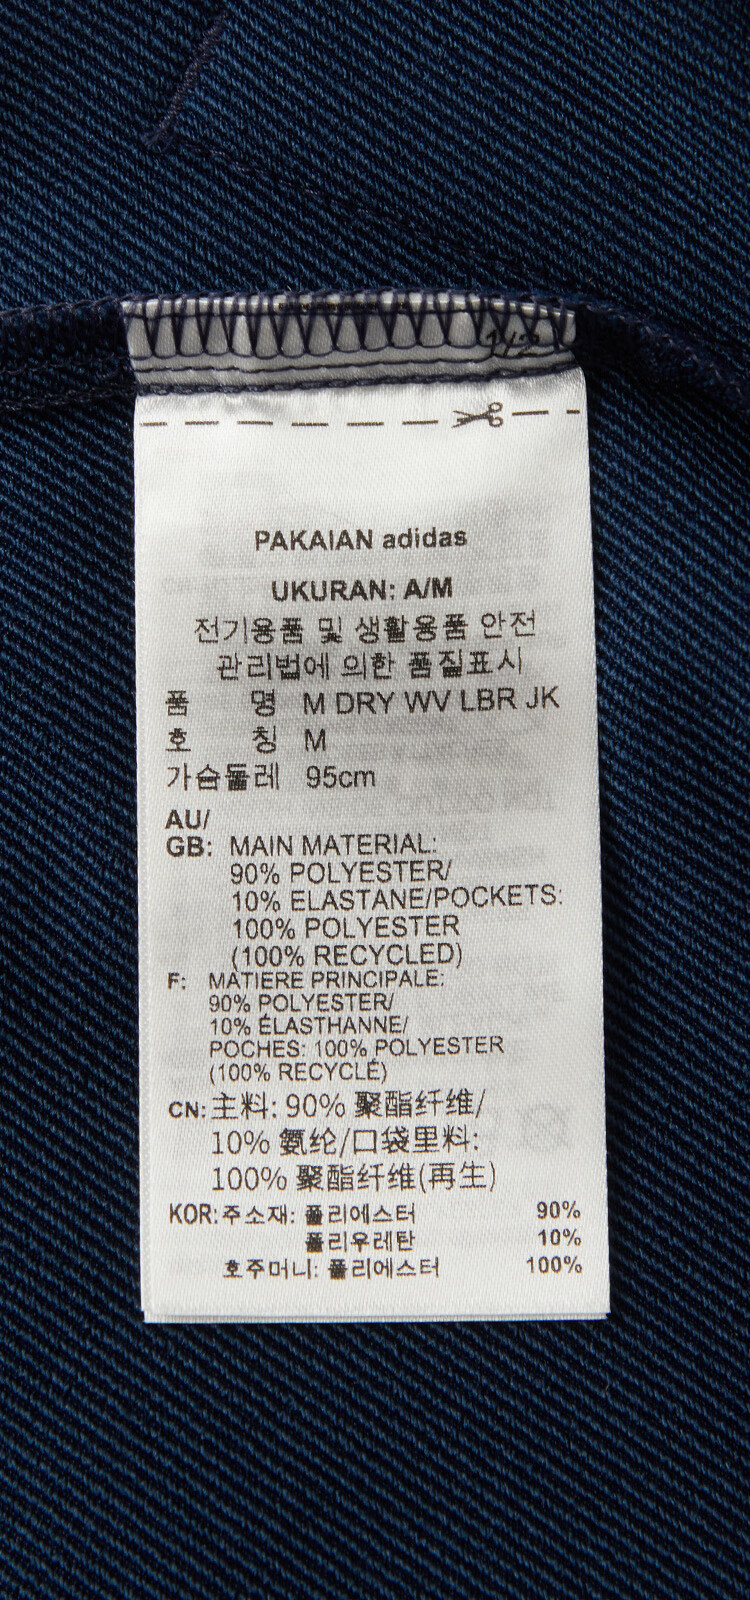 PAKAIAN adidas
UKURAN: A/M
전기용품 및 생활용품 안전
관리법에 의한 품질표시
품 명 M DRY WV LBR JK
호 칭 M
가슴둘레 95cm
AU/
GB: MAIN MATERIAL:
90% POLYESTER/
10% ELASTANE/POCKETS:
100% POLYESTER
(100% RECYCLED)
F: MATIERE PRINCIPALE:
90% POLYESTER/
10% ÉLASTHANNE/
POCHES: 100% POLYESTER
(100% RECYCLÉ)
CN: 主料: 90% 聚酯纤维/
10% 氨纶/口袋里料:
100% 聚酯纤维(再生)
KOR: 주소재: 폴리에스터 90%
폴리우레탄 10%
호주머니: 폴리에스터 100%